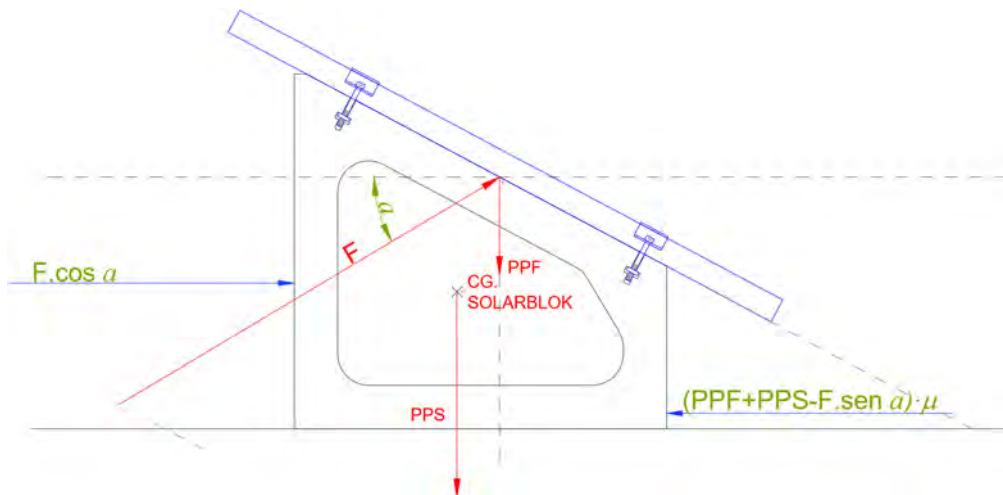 a
F
F.cos a
PPF
CG.
SOLARBLOK
PPS
(PPF+PPS-F.sen a)·μ